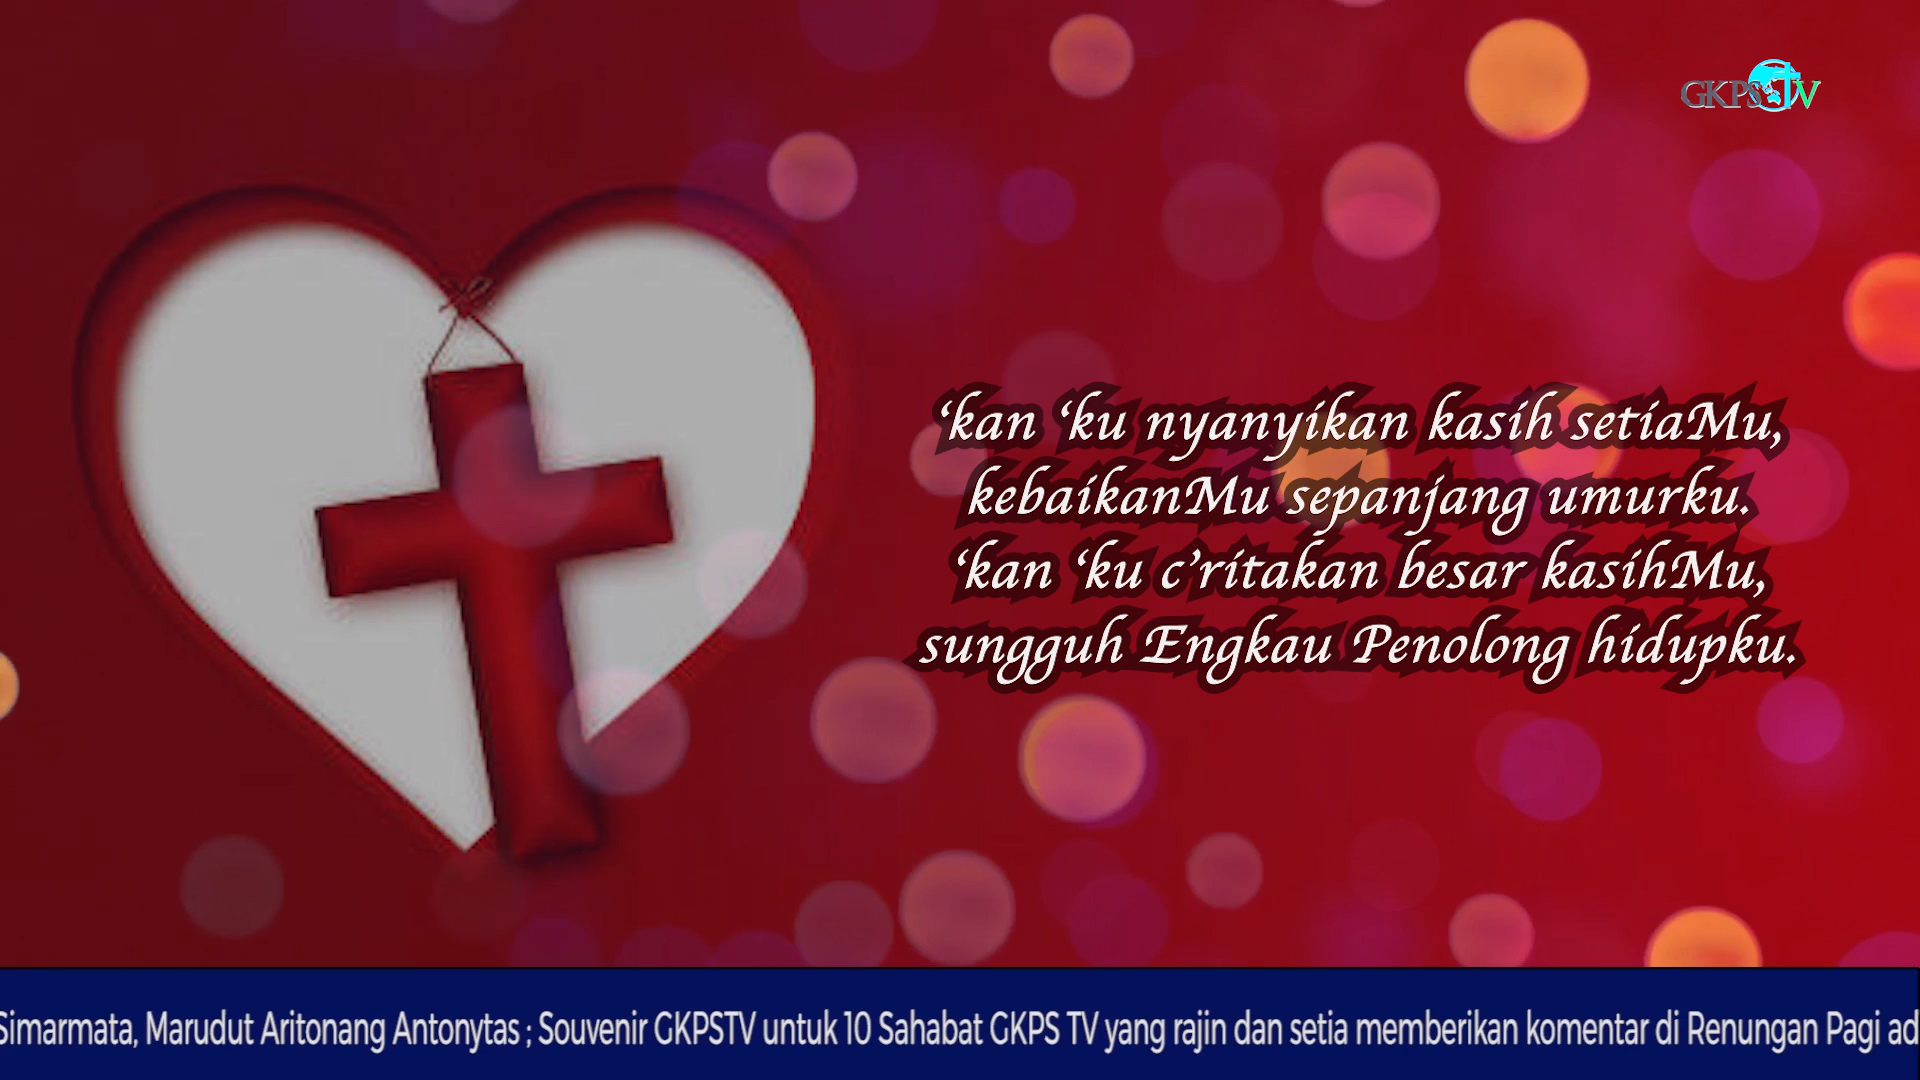 GKPSTV
‘kan ‘ku nyanyikan kasih setiaMu,
kebaikanMu sepanjang umurku.
‘kan ‘ku c’ritakan besar kasihMu,
sungguh Engkau Penolong hidupku.
Simarmata, Marudut Aritonang Antonytas ; Souvenir GKPSTV untuk 10 Sahabat GKPS TV yang rajin dan setia memberikan komentar di Renungan Pagi ad